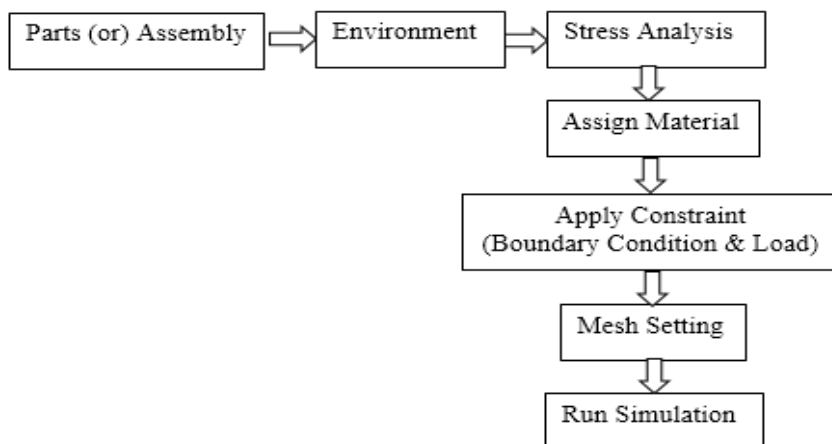 Parts (or) Assembly
Environment
Stress Analysis
Assign Material
Apply Constraint
(Boundary Condition & Load)
Mesh Setting
Run Simulation